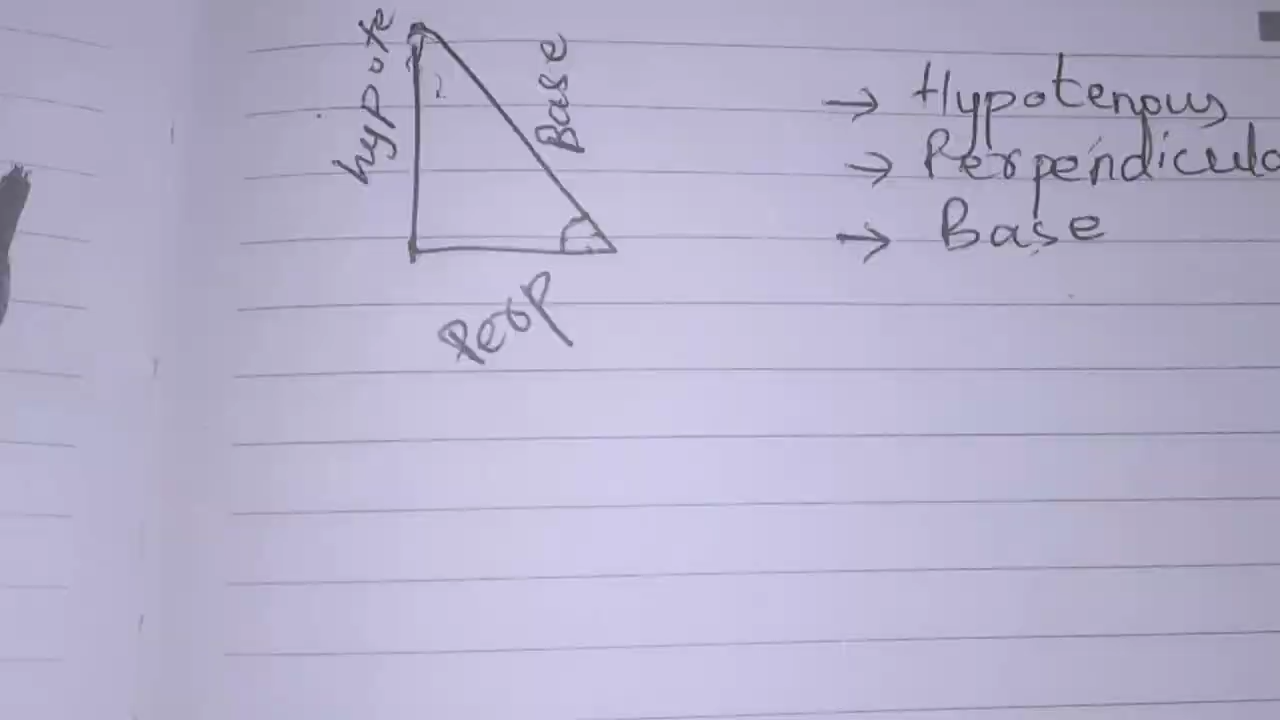 hypote
Base
Perp
→ Hypotenous
→ Perpendicula
→ Base